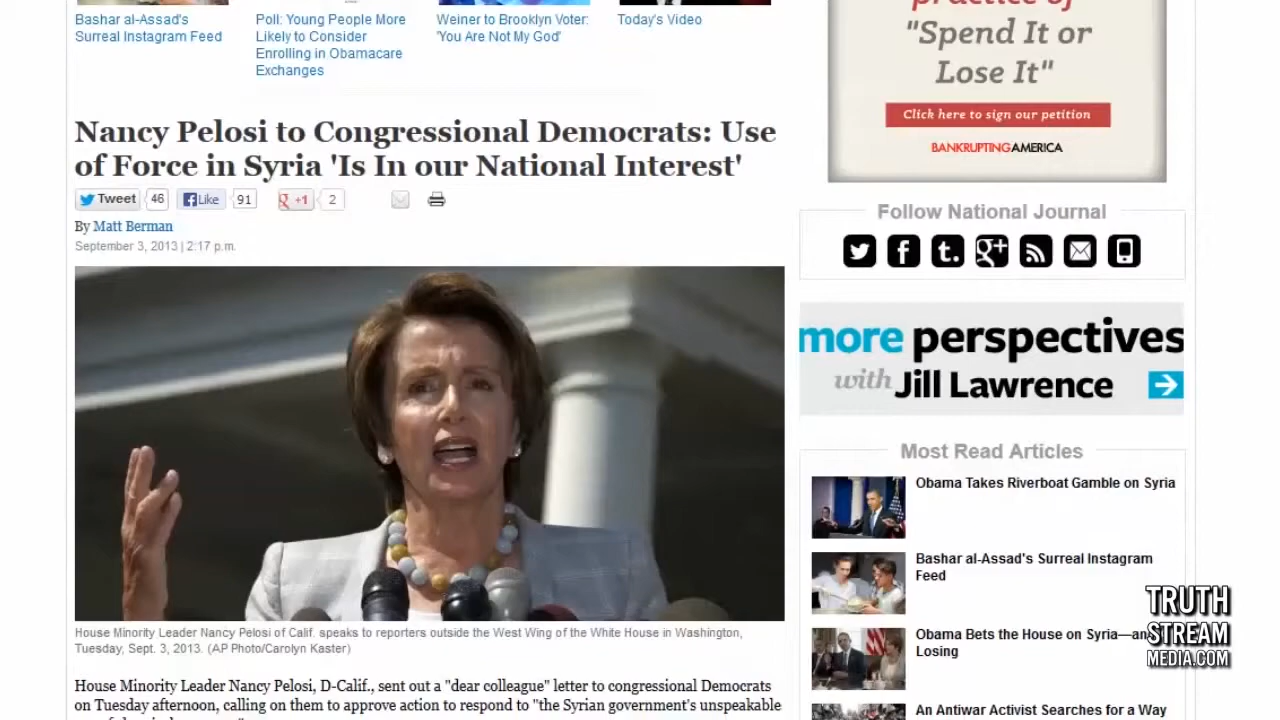 Bashar al-Assad's
Surreal Instagram Feed
Poll: Young People More
Likely to Consider
Enrolling in Obamacare
Exchanges
Weiner to Brooklyn Voter:
'You Are Not My God'
Today's Video
practice of
"Spend It or
Lose It"
Click here to sign our petition
BANKRUPTINGAMERICA
Nancy Pelosi to Congressional Democrats: Use
of Force in Syria 'Is In our National Interest'
Tweet 46 Like 91 +1 2
By Matt Berman
September 3, 2013 | 2:17 p.m.
House Minority Leader Nancy Pelosi of Calif. speaks to reporters outside the West Wing of the White House in Washington,
Tuesday, Sept. 3, 2013. (AP Photo/Carolyn Kaster)
House Minority Leader Nancy Pelosi, D-Calif., sent out a "dear colleague" letter to congressional Democrats
on Tuesday afternoon, calling on them to approve action to respond to "the Syrian government's unspeakable
Follow National Journal
more perspectives
with Jill Lawrence
Most Read Articles
Obama Takes Riverboat Gamble on Syria
Bashar al-Assad's Surreal Instagram
Feed
Obama Bets the House on Syria—an
Losing
An Antiwar Activist Searches for a Way
TRUTH
STREAM
MEDIA.COM